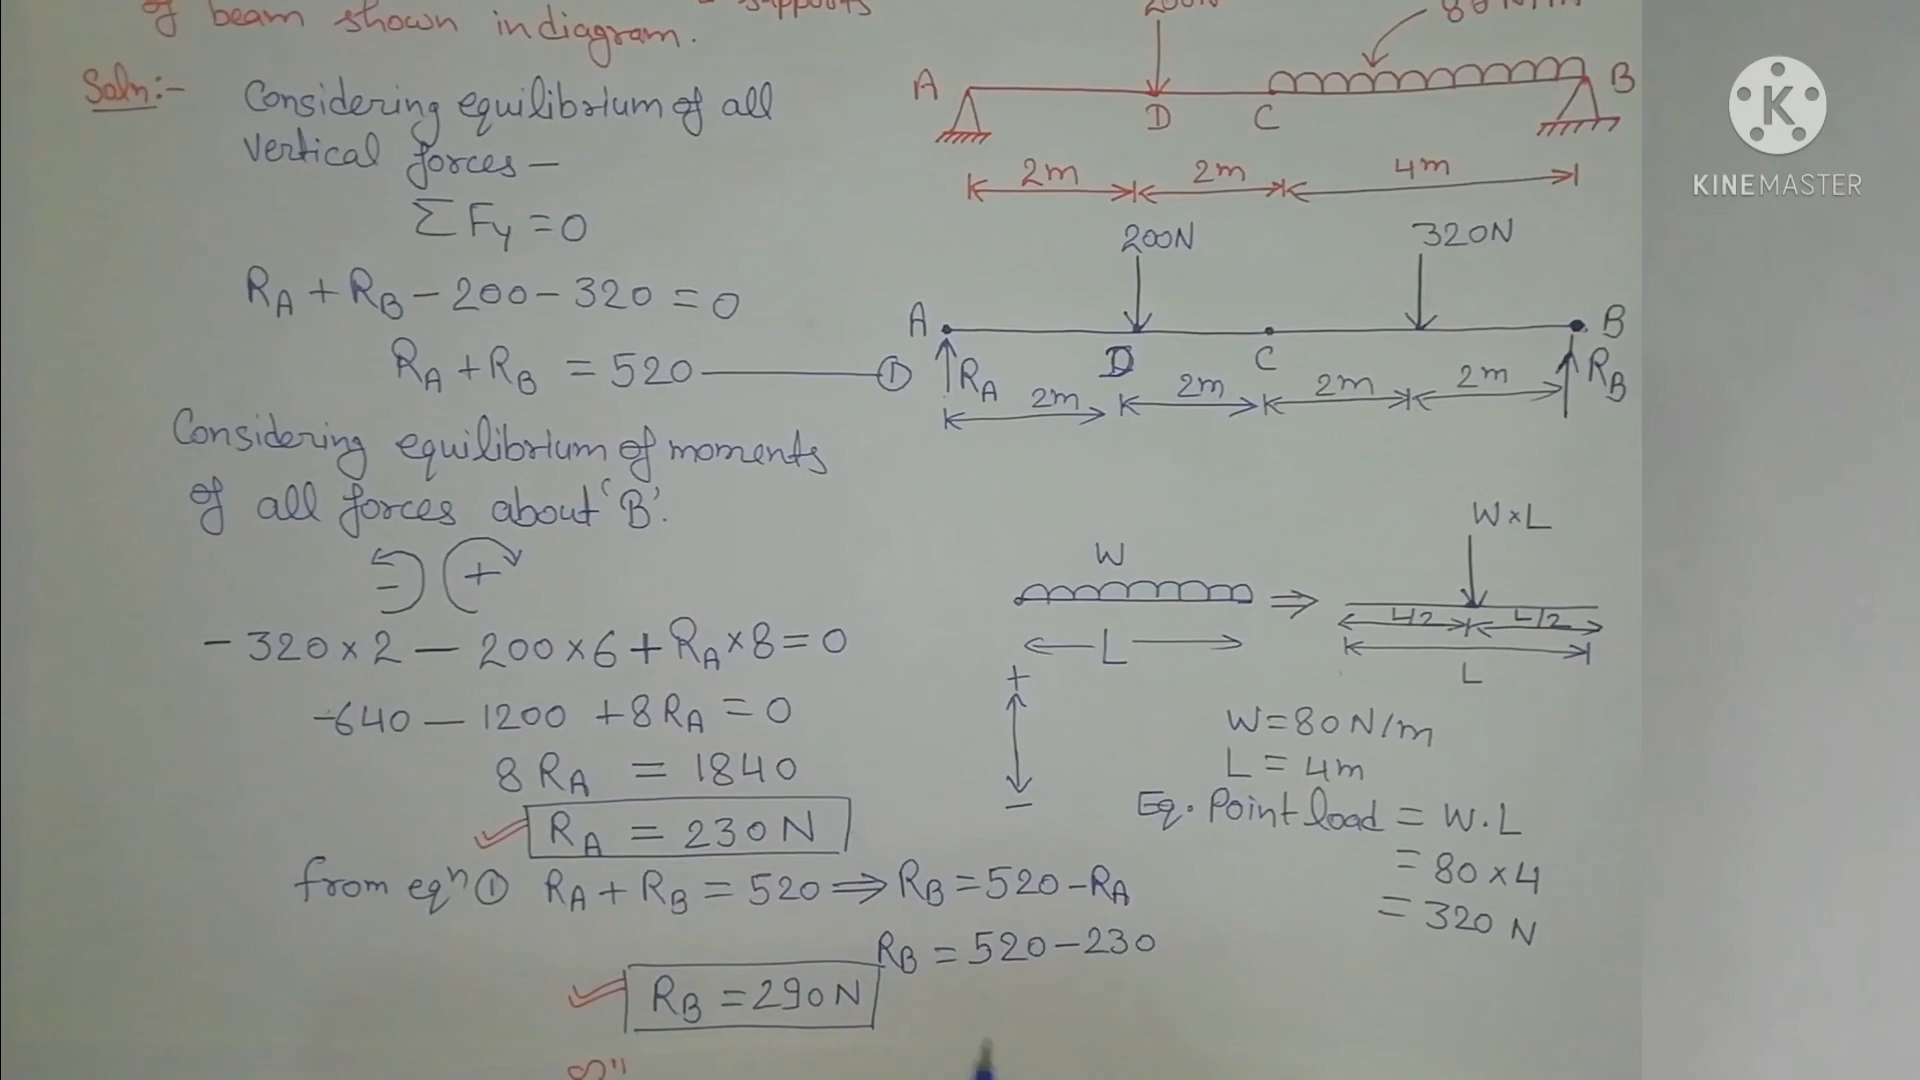 of beam shown in diagram.
supports
Soln:-
Considering equilibrium of all
vertical forces —
ΣFy = 0
RA + RB - 200 - 320 = 0
RA + RB = 520 ——— ①
Considering equilibrium of moments
of all forces about 'B'.
- +
- 320 × 2 — 200 × 6 + RA × 8 = 0
-640 — 1200 + 8RA = 0
8 RA = 1840
RA = 230 N
from eqn ① RA + RB = 520 ⇒ RB = 520 - RA
RB = 520 - 230
RB = 290 N
200N
A D C B
2m 2m 4m
200N 320N
A D C B
RA RB
2m 2m 2m 2m
W ⇒ W×L
L
L/2 L/2
L
+
-
W = 80 N/m
L = 4m
Eq. Point load = W.L
= 80 × 4
= 320 N
K
KINEMASTER